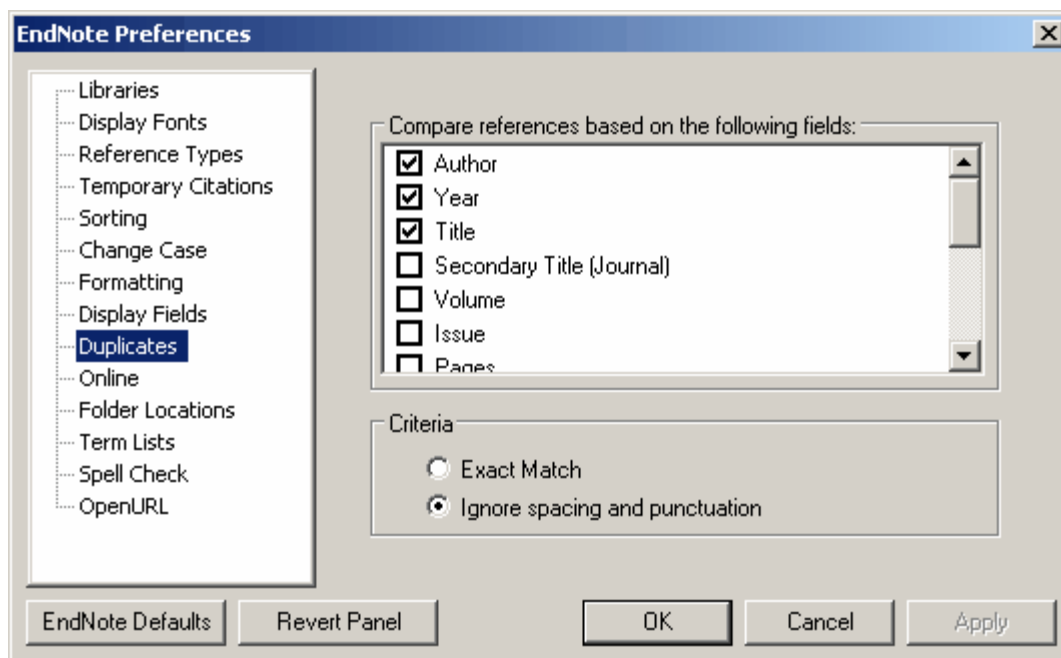 EndNote Preferences
Libraries
Display Fonts
Reference Types
Temporary Citations
Sorting
Change Case
Formatting
Display Fields
Duplicates
Online
Folder Locations
Term Lists
Spell Check
OpenURL
Compare references based on the following fields:
Author
Year
Title
Secondary Title (Journal)
Volume
Issue
Pages
Criteria
Exact Match
Ignore spacing and punctuation
EndNote Defaults
Revert Panel
OK
Cancel
Apply